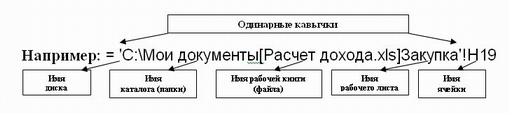 Одинарные кавычки
Например: = 'C:\Мои документы[Расчет дохода.xls]Закупка'!H19
Имя диска
Имя каталога (папки)
Имя рабочей книги (файла)
Имя рабочего листа
Имя ячейки